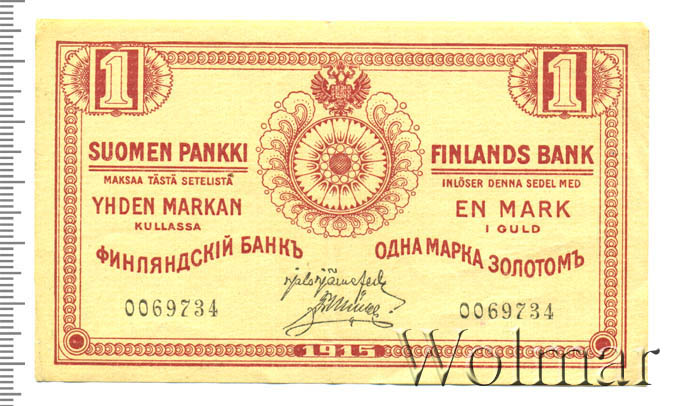 1 1
SUOMEN PANKKI
MAKSAA TÄSTÄ SETELISTÄ
YHDEN MARKAN
KULLASSA
FINLANDS BANK
INLÖSER DENNA SEDEL MED
EN MARK
I GULD
ФИНЛЯНДСКІЙ БАНКЪ
ОДНА МАРКА ЗОЛОТОМЪ
0069734
0069734
1915
Wolmar